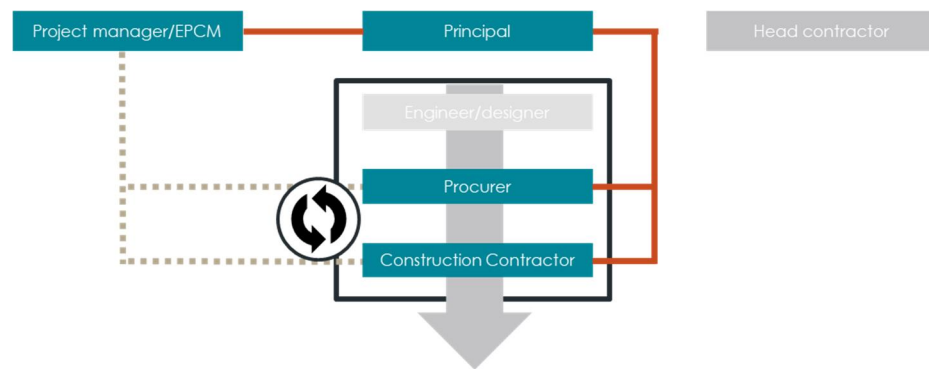 Project manager/EPCM
Principal
Head contractor
Engineer/designer
Procurer
Construction Contractor